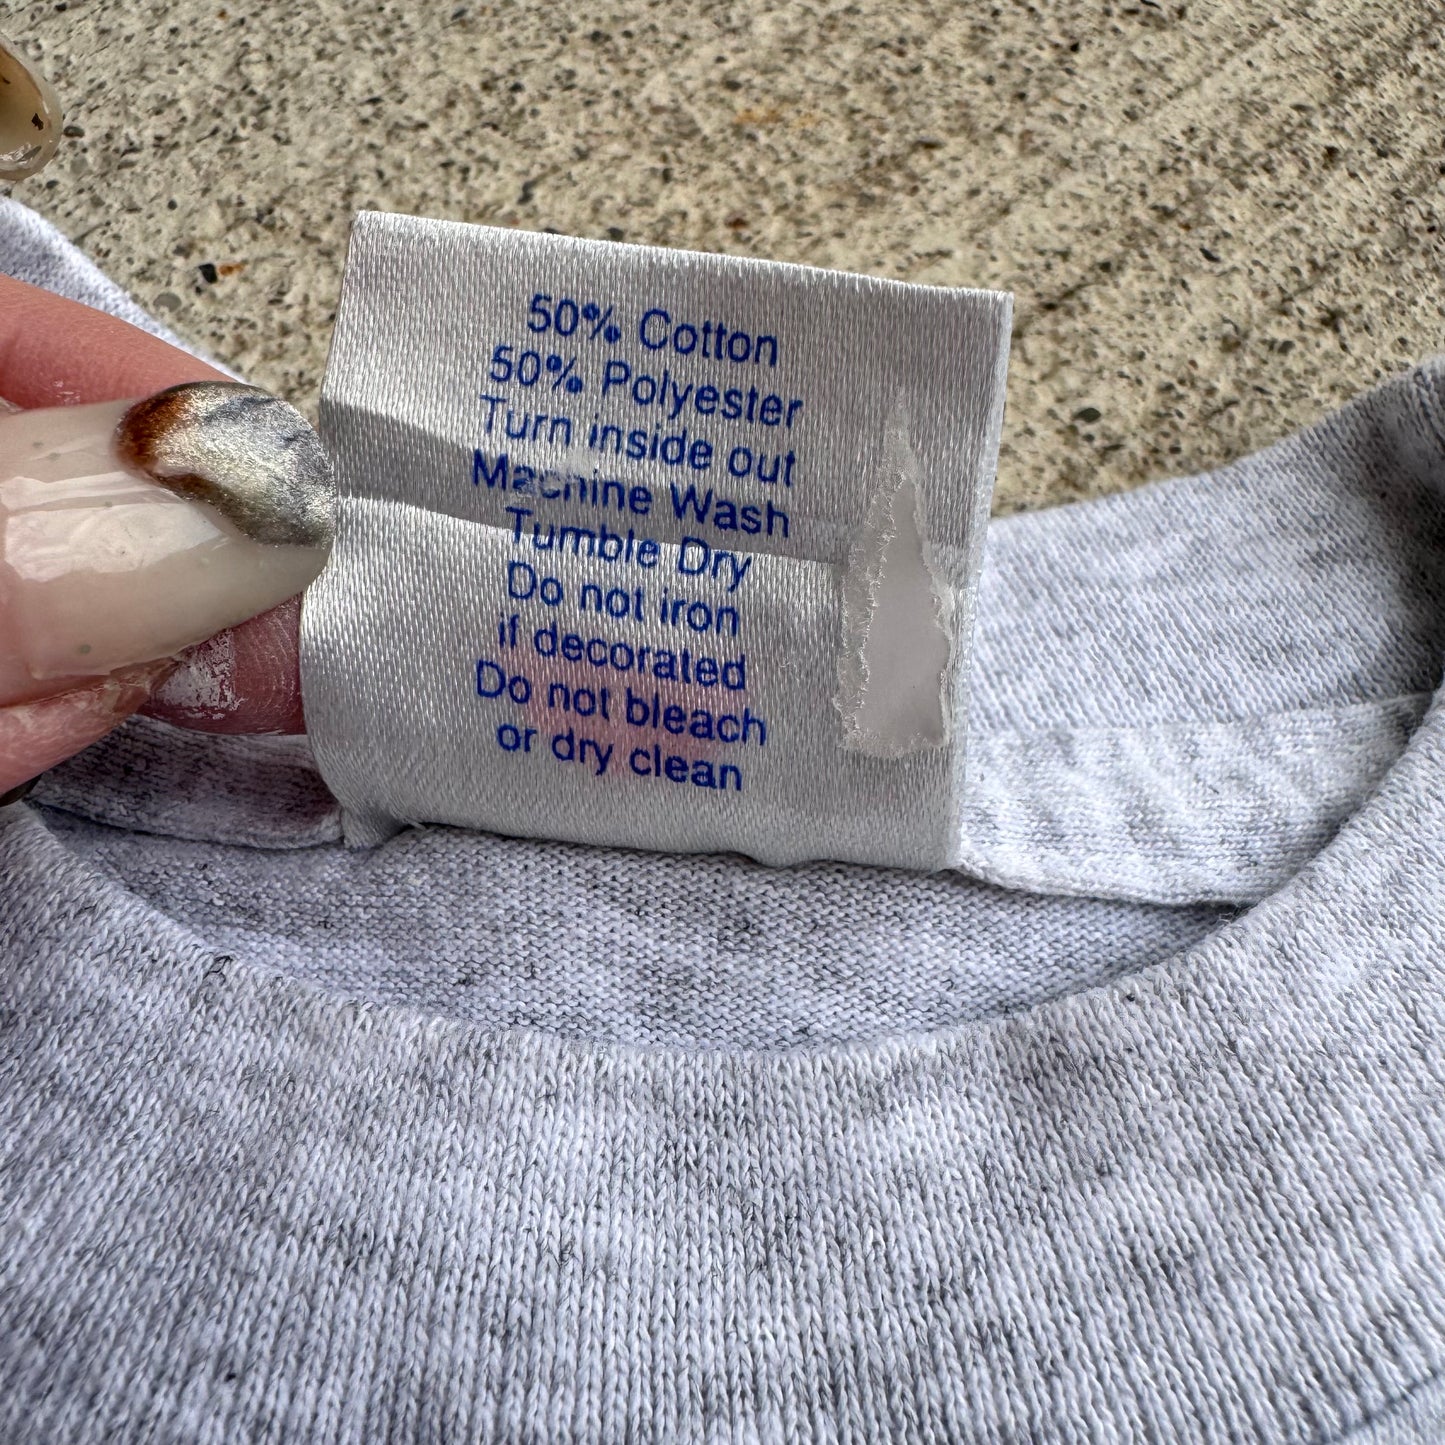 50% Cotton
50% Polyester
Turn inside out
Machine Wash
Tumble Dry
Do not iron
if decorated
Do not bleach
or dry clean